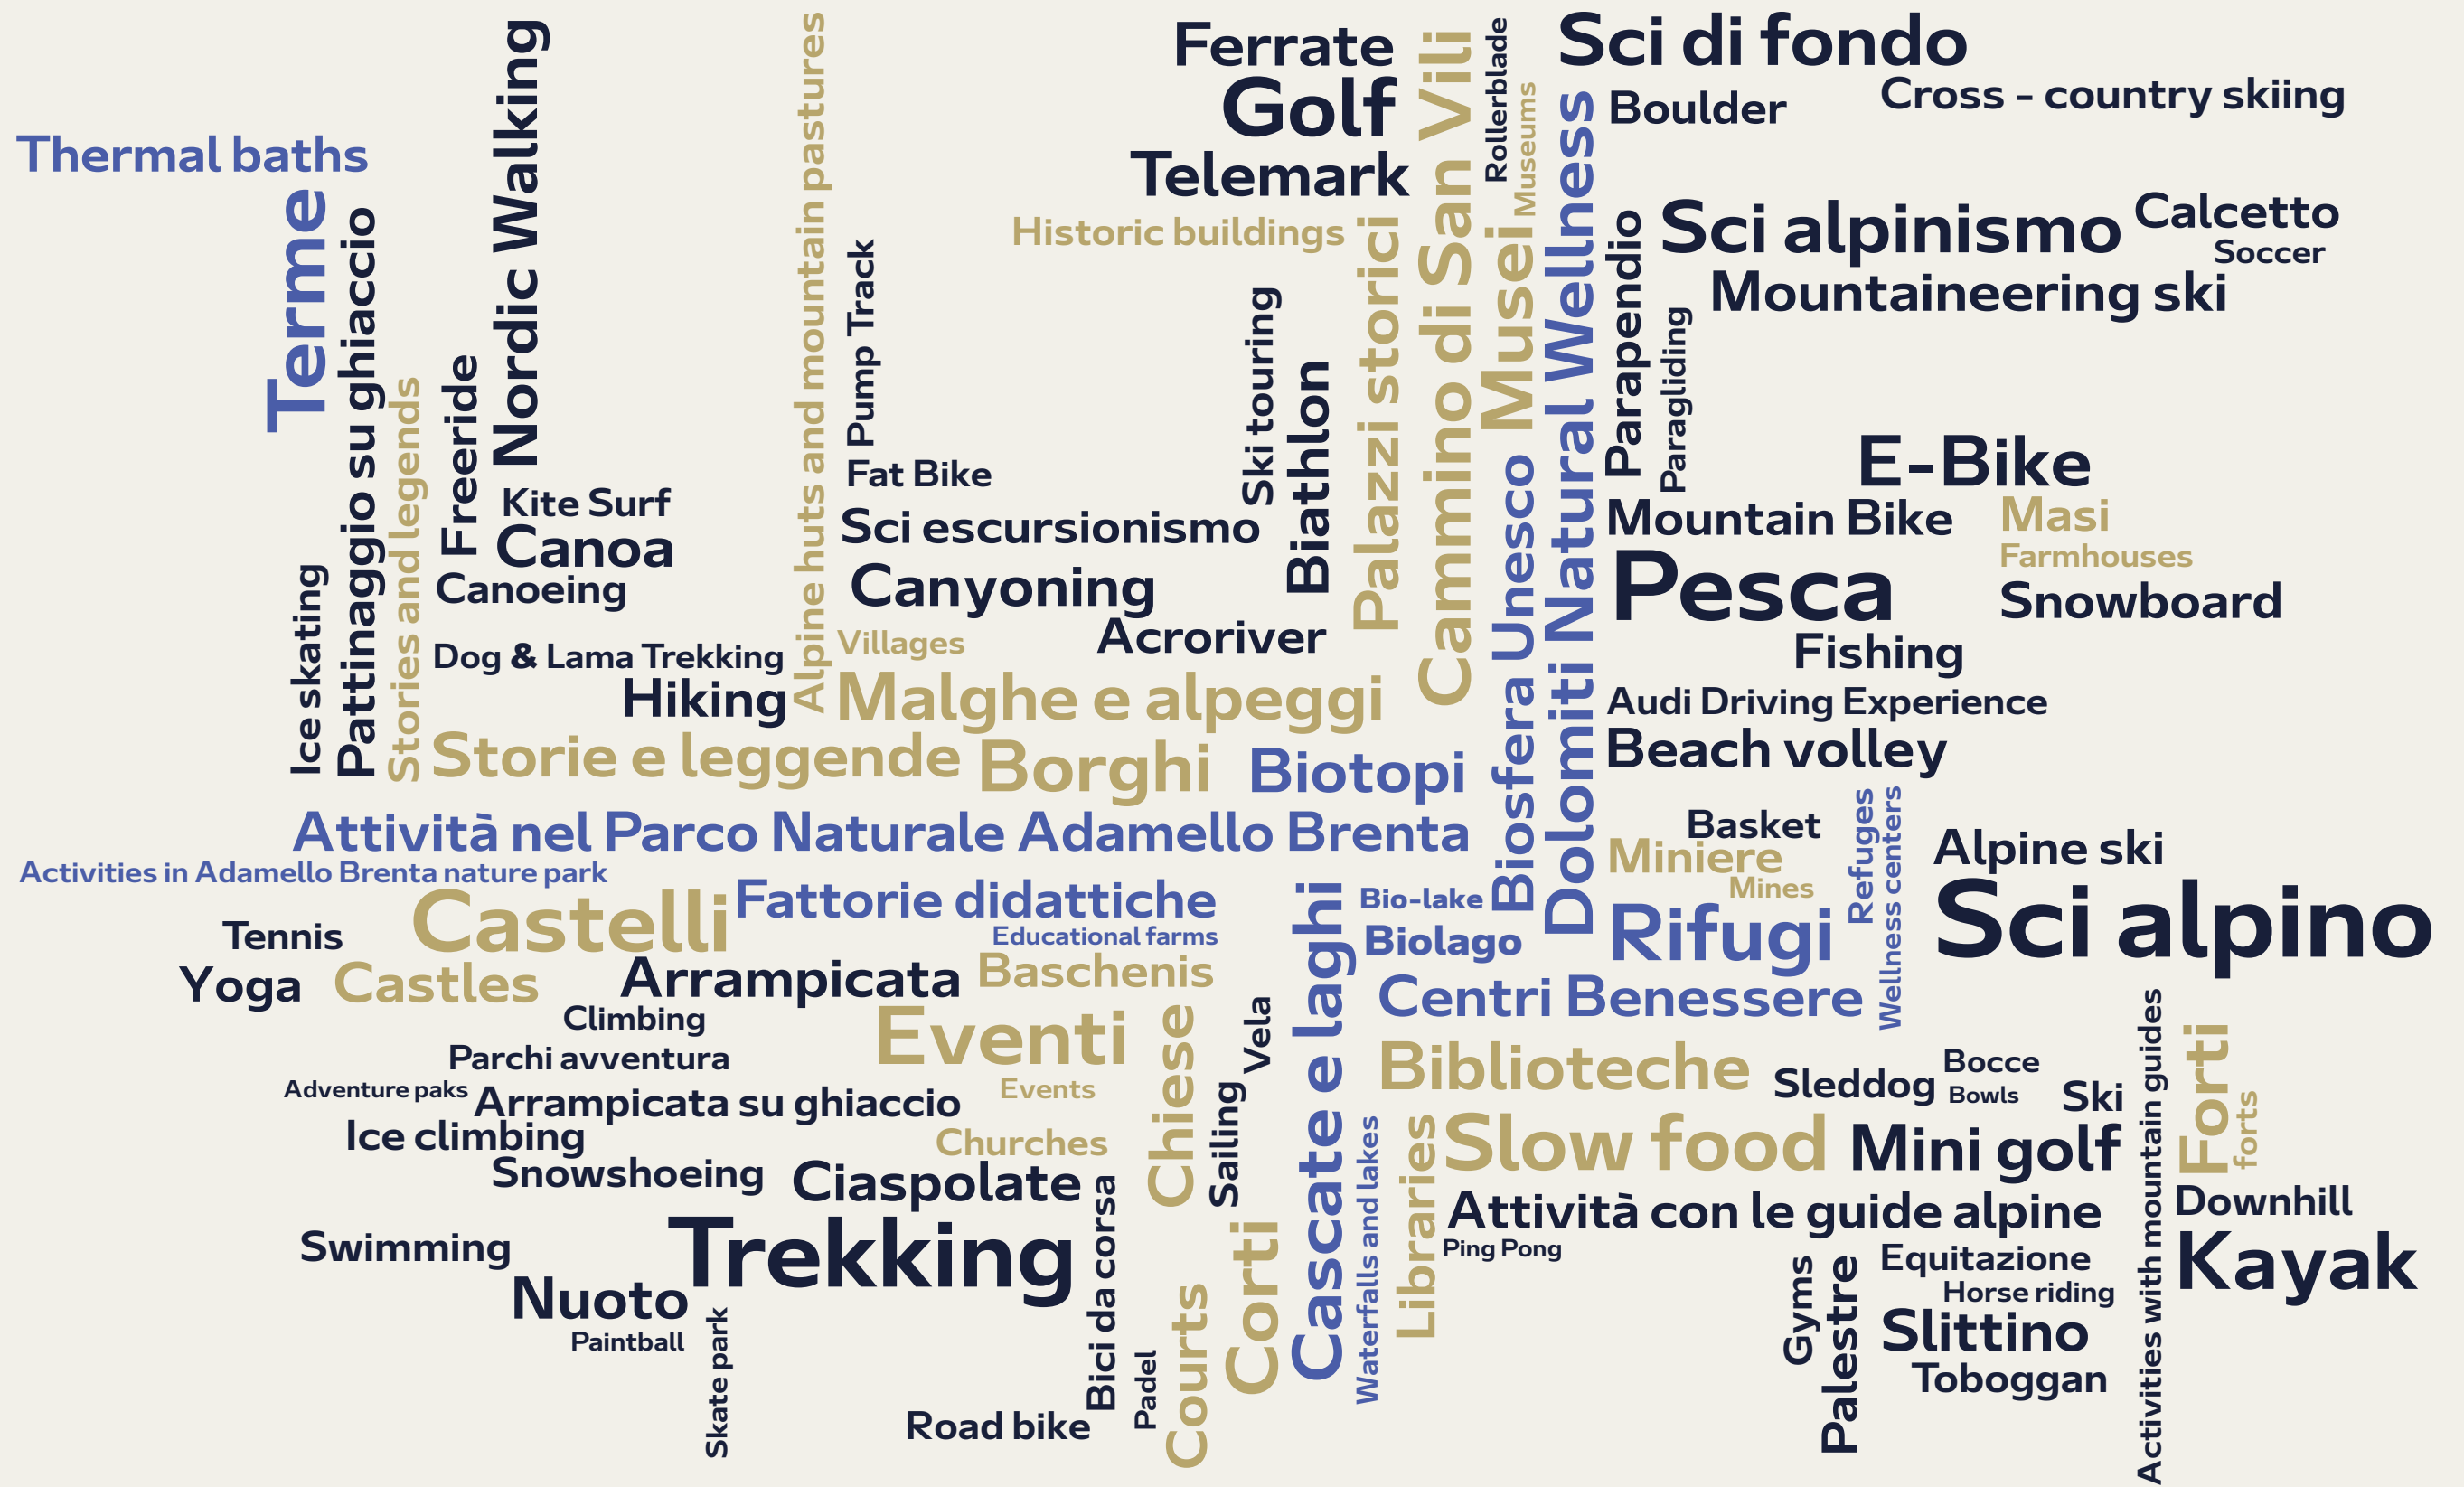 Thermal baths
Terme
Pattinaggio su ghiaccio
Ice skating
Stories and legends
Freeride
Nordic Walking
Kite Surf
Canoa
Canoeing
Dog & Lama Trekking
Hiking
Alpine huts and mountain pastures
Pump Track
Fat Bike
Sci escursionismo
Canyoning
Villages
Acroriver
Malghe e alpeggi
Storie e leggende
Borghi
Biotopi
Ferrate
Golf
Telemark
Historic buildings
Ski touring
Biathlon
Palazzi storici
Cammino di San Vili
Rollerblade
Museums
Musei
Biosfera Unesco
Dolomiti Natural Wellness
Sci di fondo
Cross - country skiing
Boulder
Parapendio
Paragliding
Sci alpinismo
Calcetto
Soccer
Mountaineering ski
E-Bike
Mountain Bike
Masi
Farmhouses
Pesca
Snowboard
Fishing
Audi Driving Experience
Beach volley
Basket
Miniere
Mines
Refuges
Wellness centers
Rifugi
Alpine ski
Sci alpino
Attività nel Parco Naturale Adamello Brenta
Activities in Adamello Brenta nature park
Castelli
Fattorie didattiche
Educational farms
Tennis
Yoga
Castles
Arrampicata
Baschenis
Climbing
Eventi
Events
Parchi avventura
Adventure paks
Arrampicata su ghiaccio
Ice climbing
Churches
Chiese
Snowshoeing
Ciaspolate
Vela
Sailing
Cascate e laghi
Waterfalls and lakes
Bio-lake
Biolago
Centri Benessere
Biblioteche
Libraries
Sleddog
Bocce
Bowls
Ski
Slow food
Mini golf
Attività con le guide alpine
Activities with mountain guides
Forti
forts
Downhill
Kayak
Ping Pong
Gyms
Palestre
Equitazione
Horse riding
Slittino
Toboggan
Swimming
Trekking
Nuoto
Paintball
Skate park
Bici da corsa
Road bike
Padel
Courts
Corti